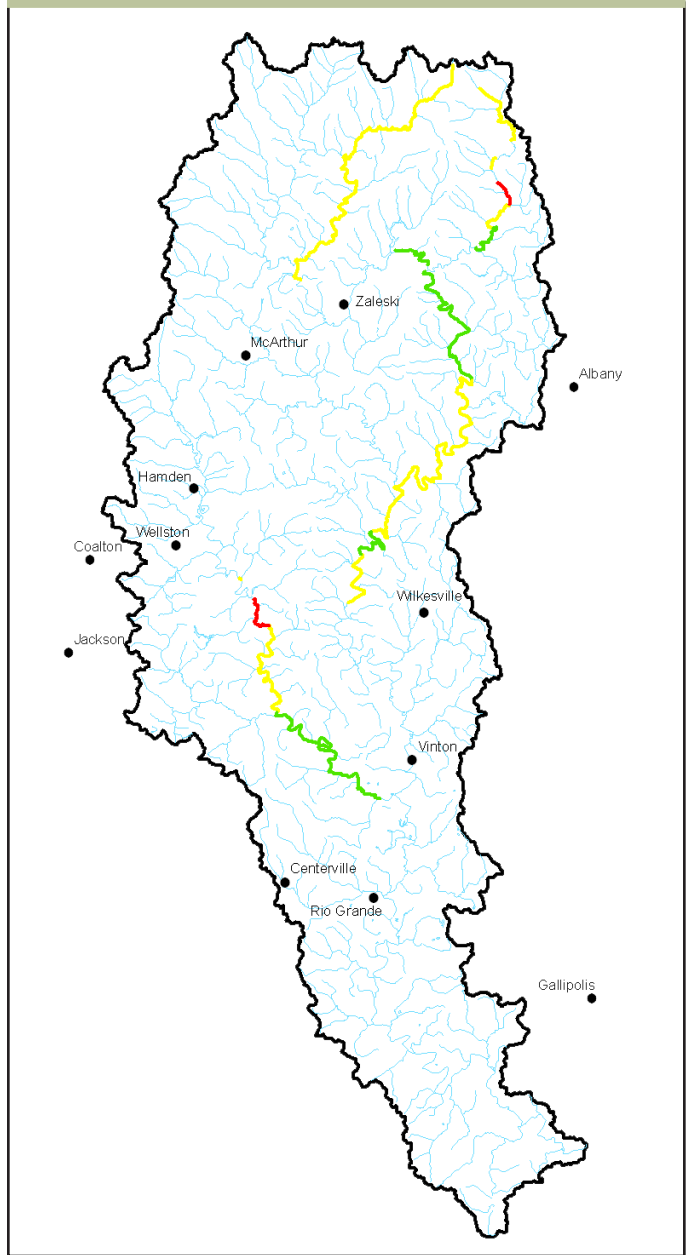 Zaleski
McArthur
Albany
Hamden
Wellston
Coalton
Wilkesville
Jackson
Vinton
Centerville
Rio Grande
Gallipolis